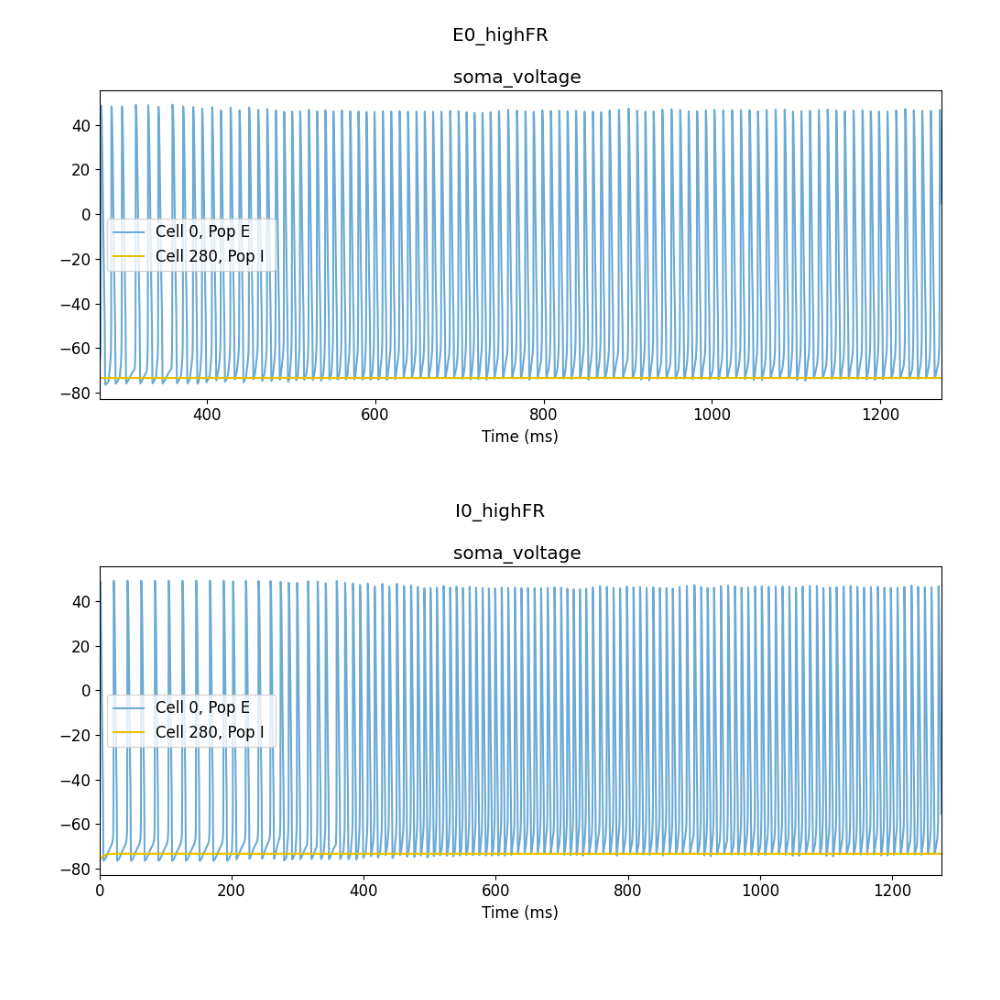 E0_highFR
soma_voltage
40
20
0
−20
−40
−60
−80
Cell 0, Pop E
Cell 280, Pop I
400 600 800 1000 1200
Time (ms)
I0_highFR
soma_voltage
40
20
0
−20
−40
−60
−80
Cell 0, Pop E
Cell 280, Pop I
0 200 400 600 800 1000 1200
Time (ms)